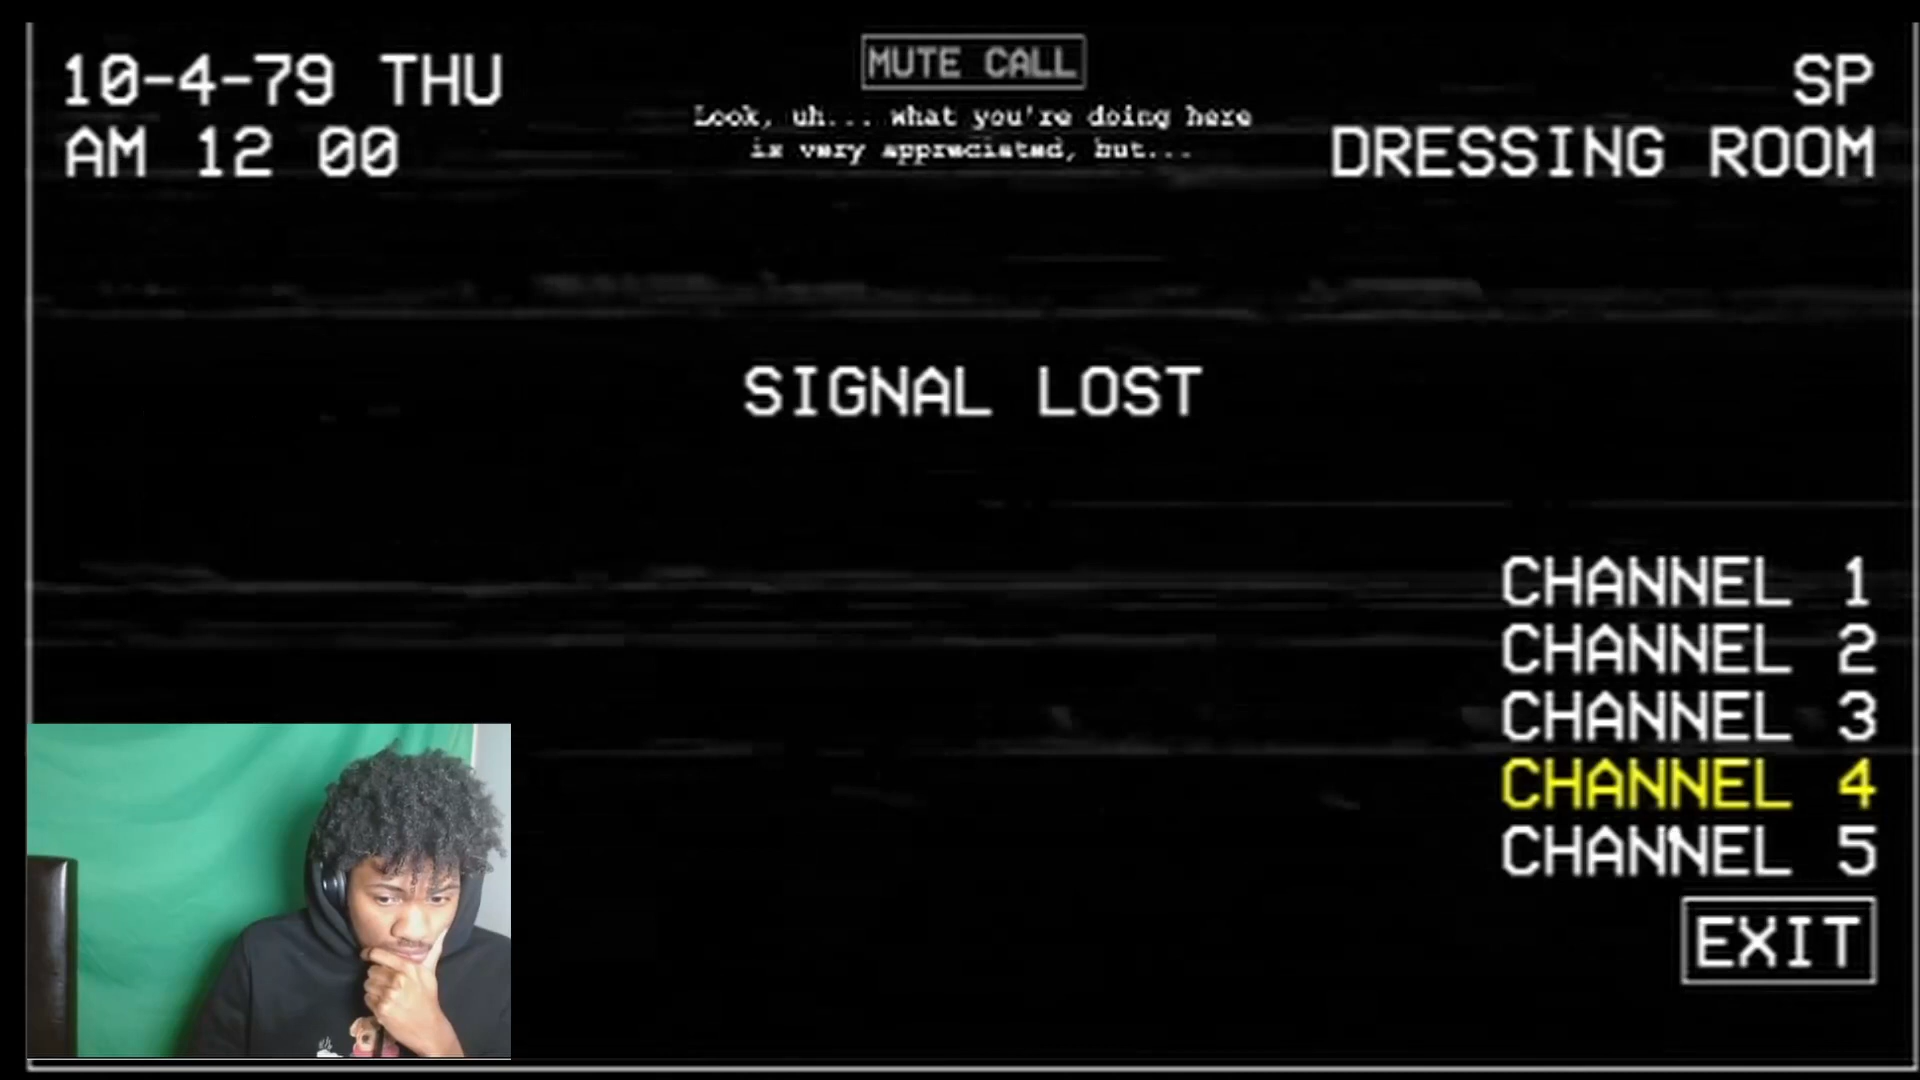 10-4-79 THU
AM 12 00
MUTE CALL
Look, uh... what you're doing here
is very appreciated, but...
SP
DRESSING ROOM
SIGNAL LOST
CHANNEL 1
CHANNEL 2
CHANNEL 3
CHANNEL 4
CHANNEL 5
EXIT